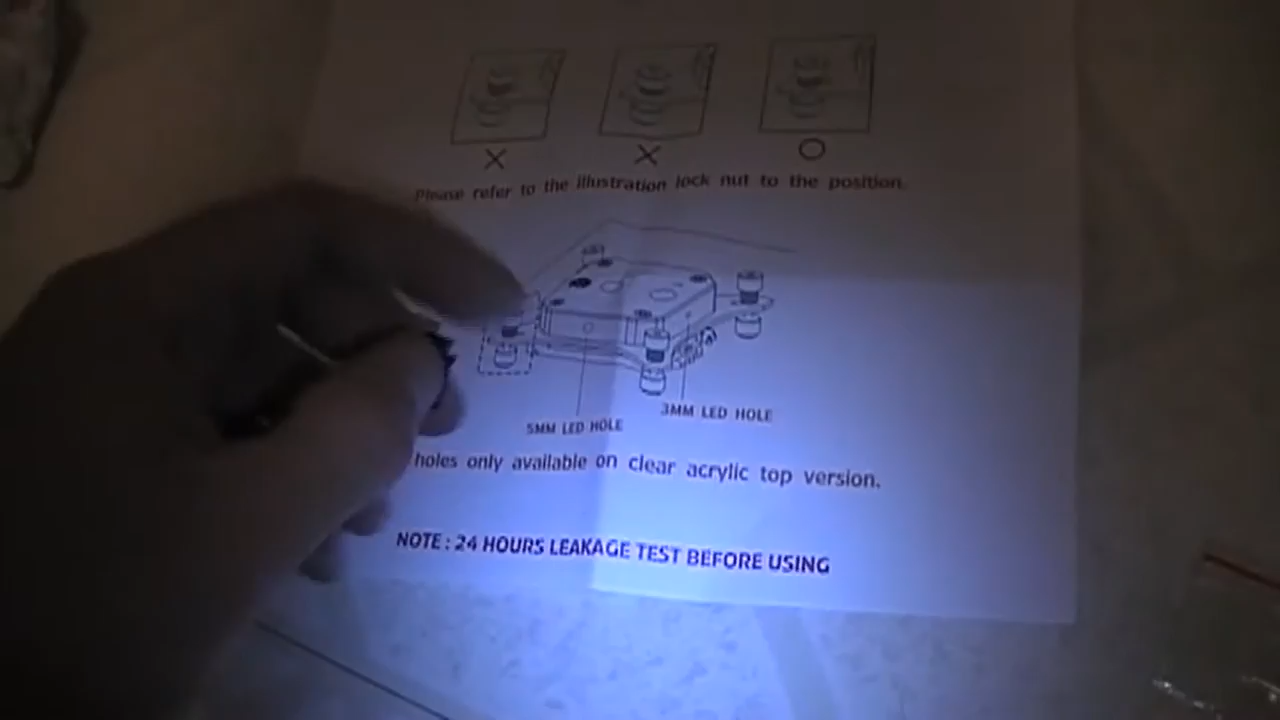 Please refer to the illustration lock nut to the position.
5MM LED HOLE
3MM LED HOLE
holes only available on clear acrylic top version.
NOTE : 24 HOURS LEAKAGE TEST BEFORE USING